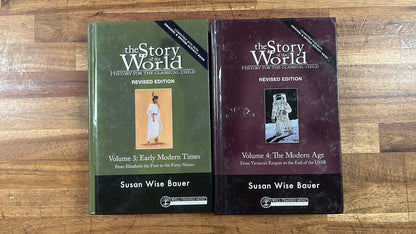 the Story
of the
World
HISTORY FOR THE CLASSICAL CHILD
REVISED EDITION
Volume 3: Early Modern Times
From Elizabeth the First to the Forty-Niners
Susan Wise Bauer
the Story
of the
World
HISTORY FOR THE CLASSICAL CHILD
REVISED EDITION
Volume 4: The Modern Age
From Victoria's Empire to the End of the USSR
Susan Wise Bauer